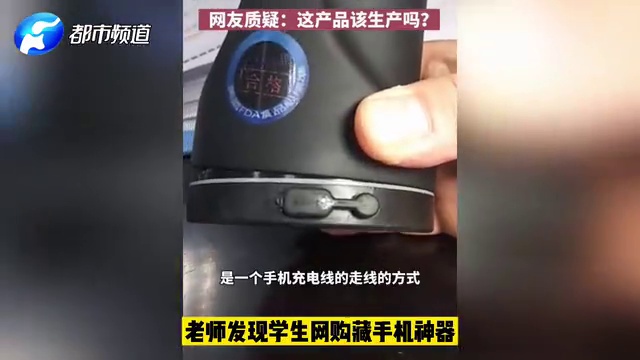 网友质疑：这产品该生产吗？
都市频道
合格
是一个手机充电线的走线的方式
老师发现学生网购藏手机神器